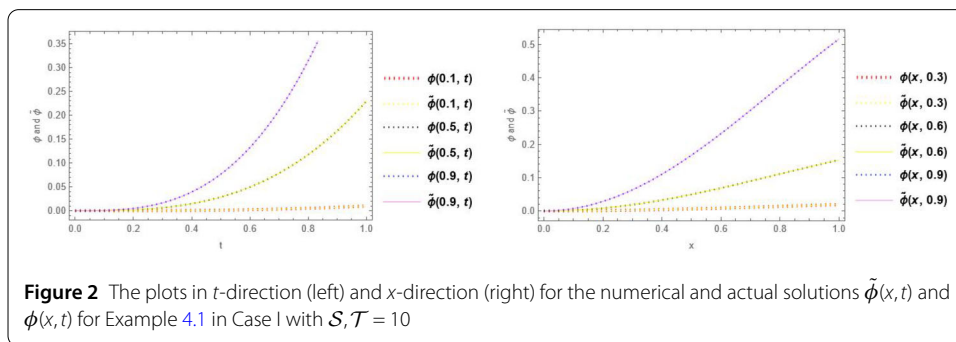 ϕ and ϕ̃
0.35
0.30
0.25
0.20
0.15
0.10
0.05
0.00
0.0 0.2 0.4 0.6 0.8 1.0
t
ϕ(0.1, t)
ϕ̃(0.1, t)
ϕ(0.5, t)
ϕ̃(0.5, t)
ϕ(0.9, t)
ϕ̃(0.9, t)
ϕ and ϕ̃
0.5
0.4
0.3
0.2
0.1
0.0
0.0 0.2 0.4 0.6 0.8 1.0
x
ϕ(x, 0.3)
ϕ̃(x, 0.3)
ϕ(x, 0.6)
ϕ̃(x, 0.6)
ϕ(x, 0.9)
ϕ̃(x, 0.9)
Figure 2 The plots in t-direction (left) and x-direction (right) for the numerical and actual solutions ϕ̃(x, t) and
ϕ(x, t) for Example 4.1 in Case I with 𝒮, 𝒯 = 10